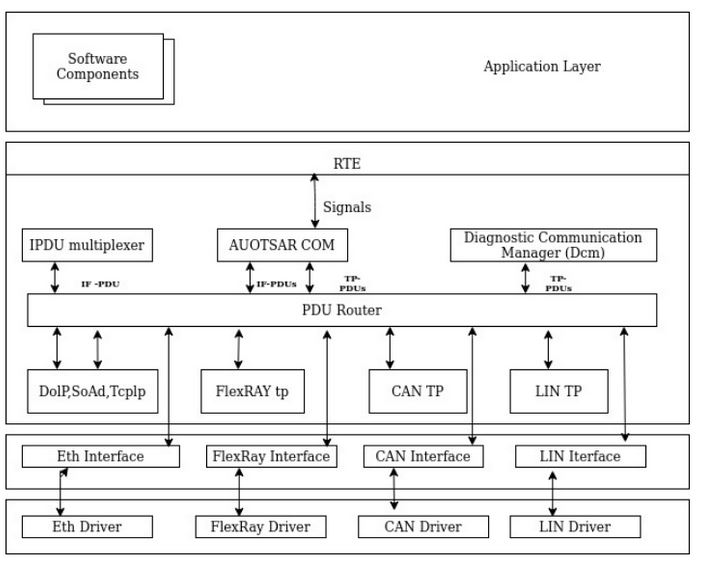 Software
Components
Application Layer
RTE
Signals
IPDU multiplexer
AUOTSAR COM
Diagnostic Communication
Manager (Dcm)
IF -PDU
IF-PDUs
TP-
PDUs
TP-
PDUs
PDU Router
DolP,SoAd,Tcplp
FlexRAY tp
CAN TP
LIN TP
Eth Interface
FlexRay Interface
CAN Interface
LIN Iterface
Eth Driver
FlexRay Driver
CAN Driver
LIN Driver